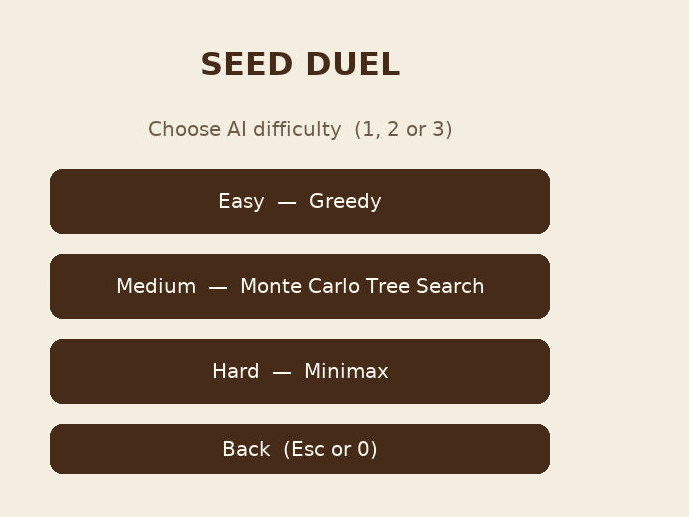 SEED DUEL
Choose AI difficulty  (1, 2 or 3)
Easy  —  Greedy
Medium  —  Monte Carlo Tree Search
Hard  —  Minimax
Back  (Esc or 0)